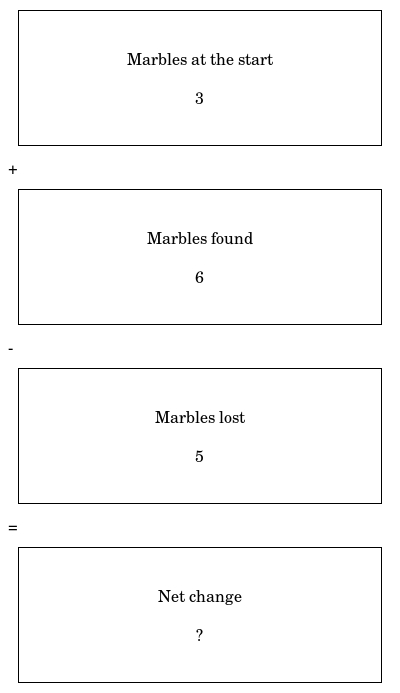 Marbles at the start
3
+
Marbles found
6
-
Marbles lost
5
=
Net change
?